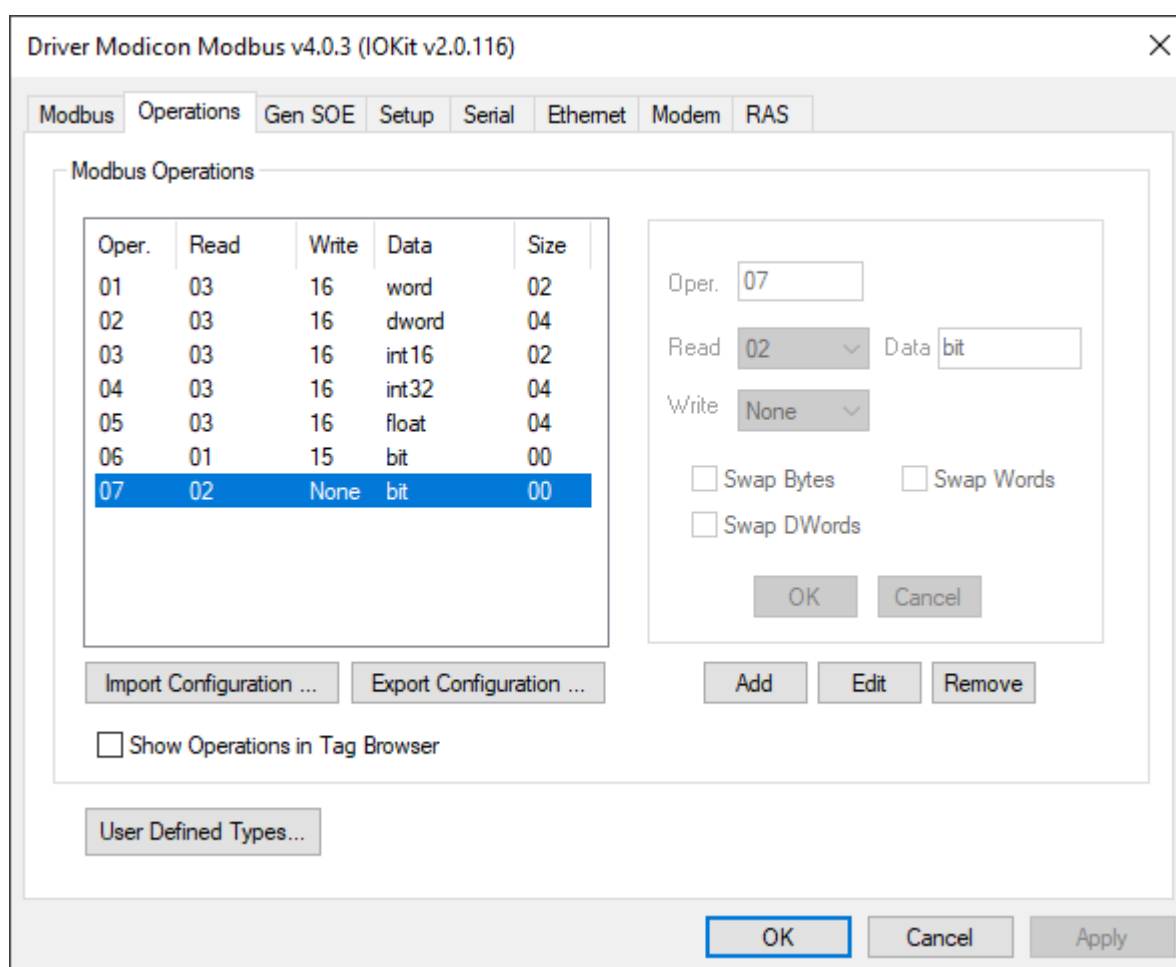 Driver Modicon Modbus v4.0.3 (IOKit v2.0.116)
Modbus Operations Gen SOE Setup Serial Ethernet Modem RAS
Modbus Operations
Oper. Read Write Data Size
01 03 16 word 02
02 03 16 dword 04
03 03 16 int16 02
04 03 16 int32 04
05 03 16 float 04
06 01 15 bit 00
07 02 None bit 00
Oper. 07
Read 02 Data bit
Write None
Swap Bytes Swap Words
Swap DWords
OK Cancel
Import Configuration ... Export Configuration ... Add Edit Remove
Show Operations in Tag Browser
User Defined Types...
OK Cancel Apply